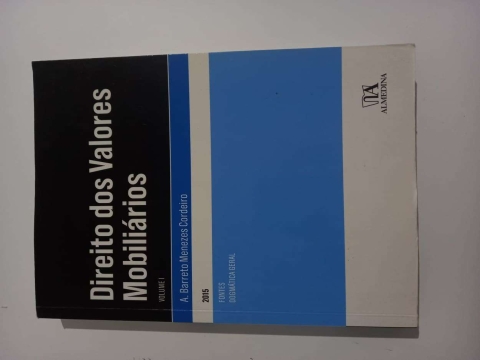 Direito dos Valores
Mobiliários
VOLUME I
A. Barreto Menezes Cordeiro
2015
FONTES
DOGMÁTICA GERAL
ALMEDINA